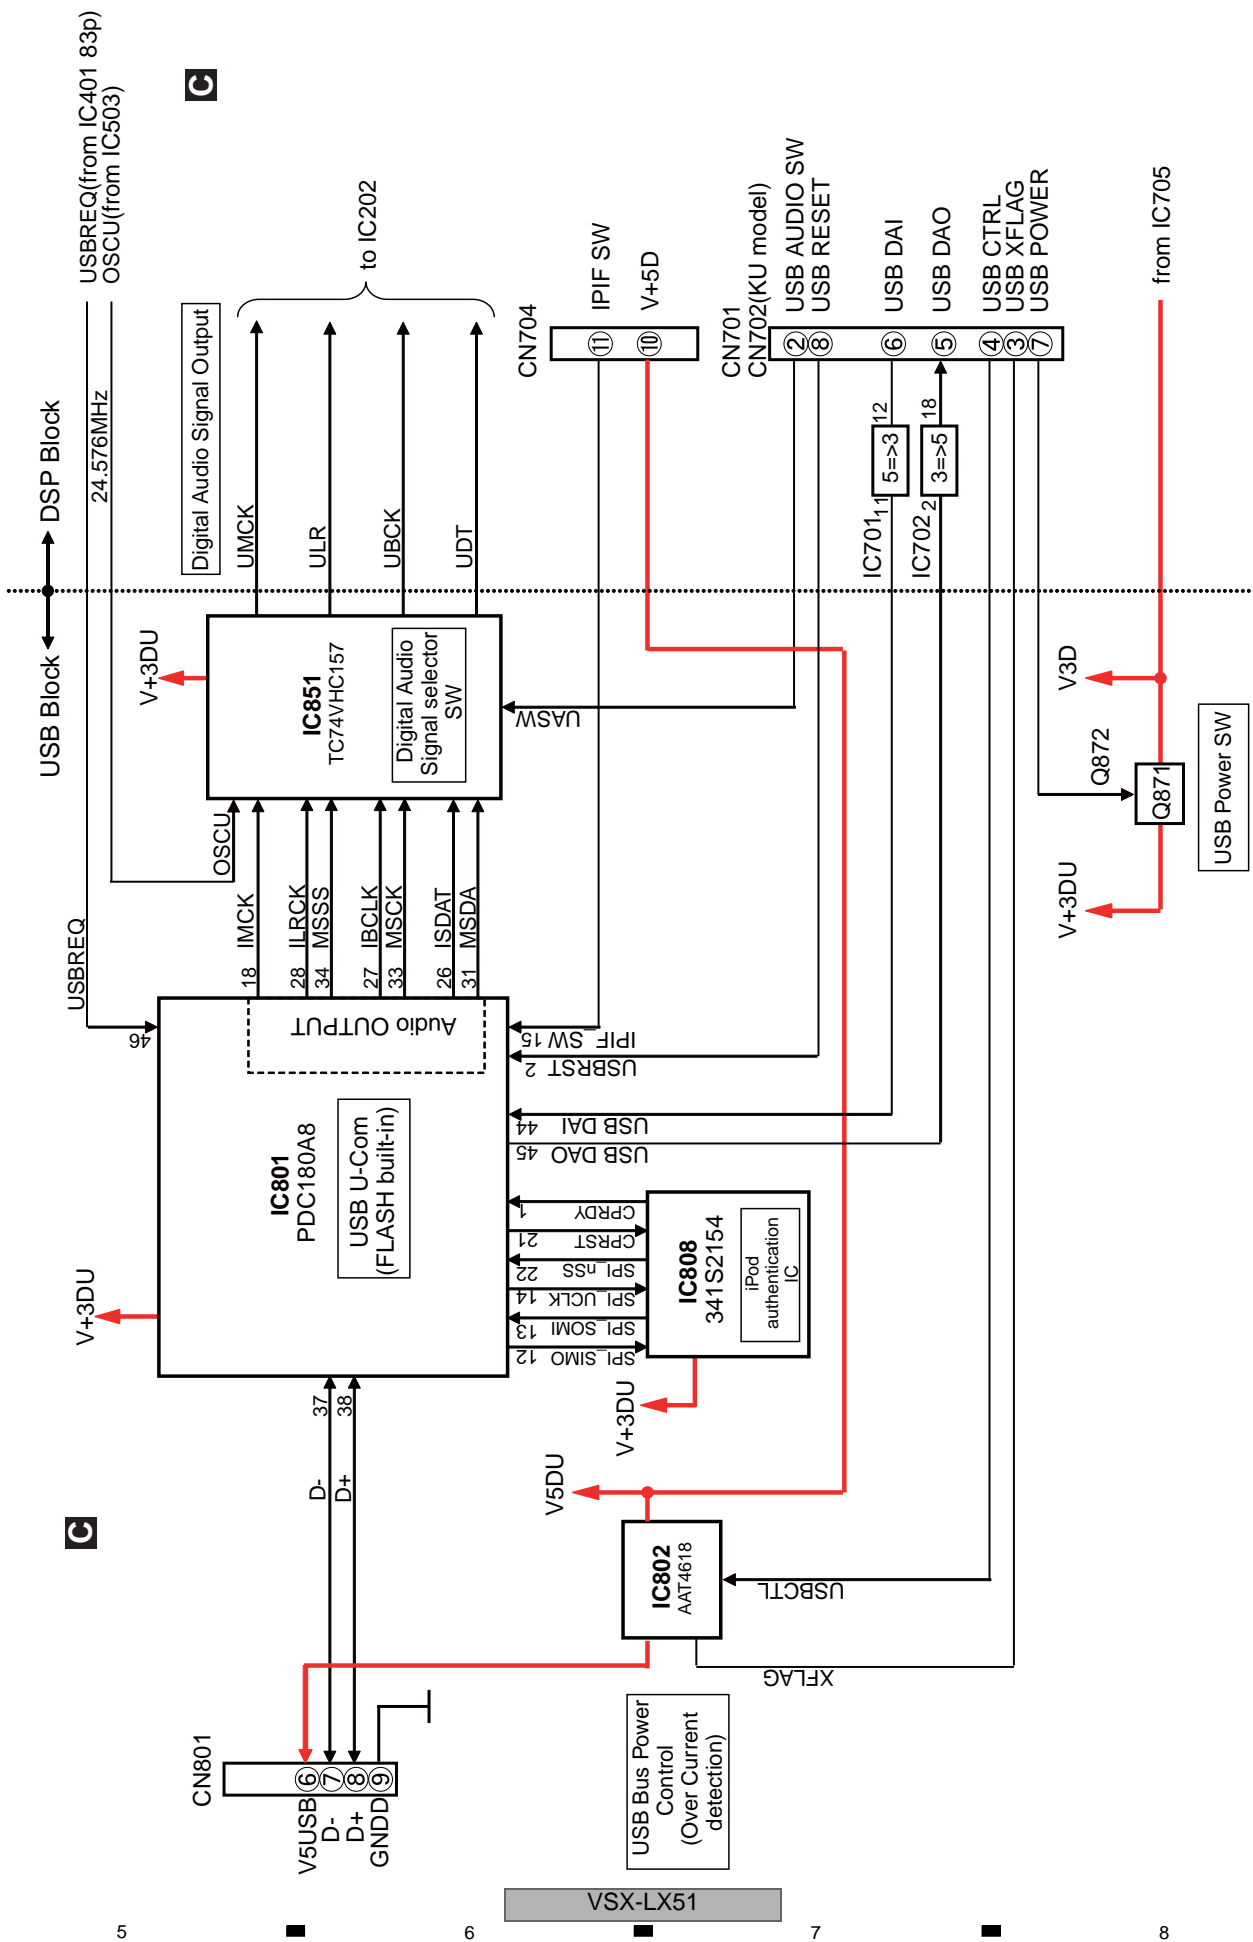 C
USBREQ(from IC401 83p)
OSCU(from IC503)
24.576MHz
USB Block
DSP Block
Digital Audio Signal Output
to IC202
UMCK
ULR
UBCK
UDT
V+3DU
IC851
TC74VHC157
Digital Audio
Signal selector
SW
UASW
OSCU
18 IMCK
28 ILRCK
34 MSSS
27 IBCLK
33 MSCK
26 ISDAT
31 MSDA
USBREQ
46
Audio OUTPUT
IC801
PDC180A8
USB U-Com
(FLASH built-in)
V+3DU
IPIF_SW 15
USBRST 2
USB DAI 44
USB DAO 45
CPRDY 1
CPRST 21
SPI_nSS 22
SPI_UCLK 14
SPI_SOMI 13
SPI_SIMO 12
IC808
341S2154
iPod
authentication
IC
V+3DU
CN704
11 IPIF SW
10 V+5D
CN701
CN702(KU model)
2 USB AUDIO SW
8 USB RESET
6 USB DAI
5 USB DAO
4 USB CTRL
3 USB XFLAG
7 USB POWER
IC701
11 5=>3 12
IC702
2 3=>5 18
from IC705
V3D
Q872
Q871
USB Power SW
V+3DU
C
37 D-
38 D+
V5DU
IC802
AAT4618
USBCTL
XFLAG
USB Bus Power
Control
(Over Current
detection)
CN801
V5USB 6
D- 7
D+ 8
GNDD 9
VSX-LX51
5
6
7
8